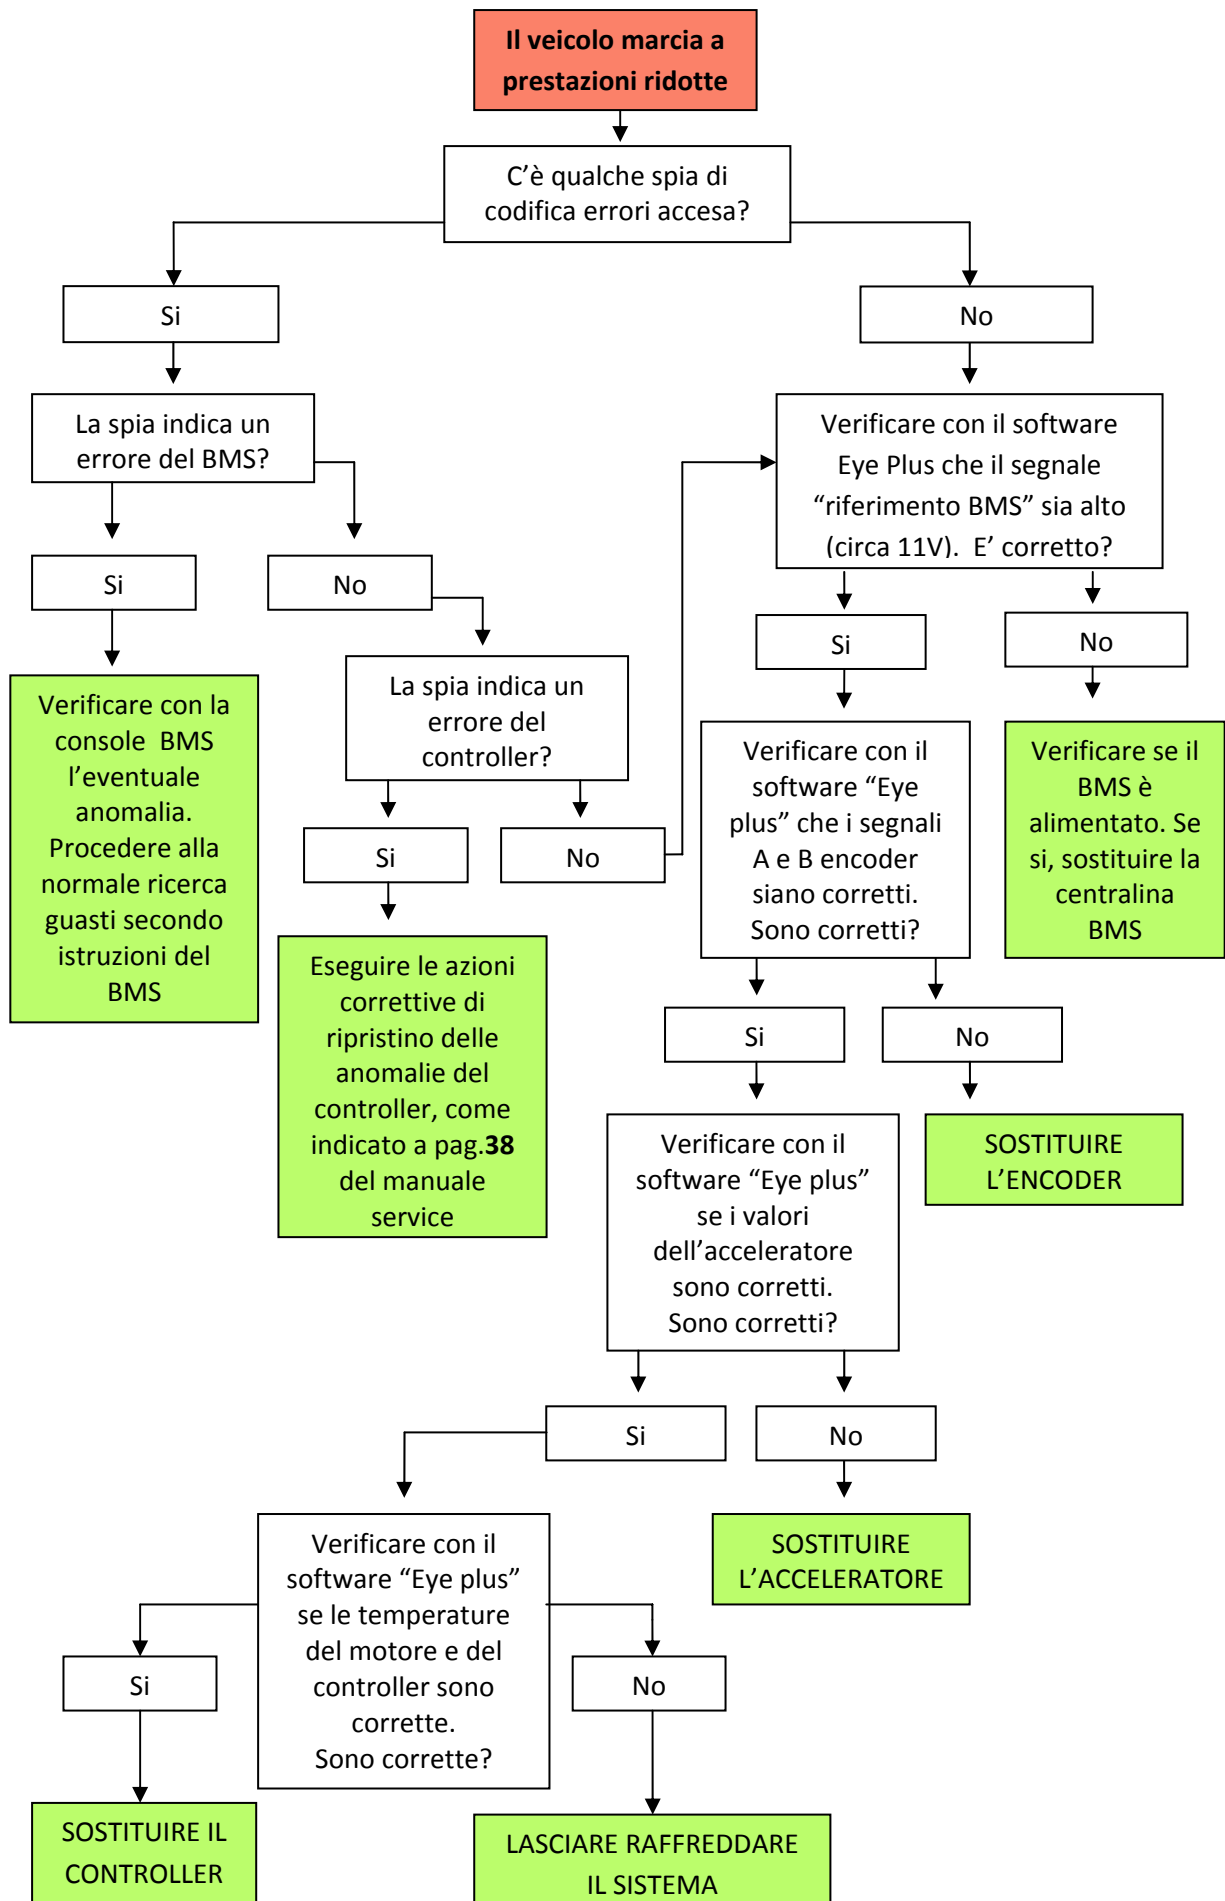 Il veicolo marcia a
prestazioni ridotte
C’è qualche spia di
codifica errori accesa?
Si
No
La spia indica un
errore del BMS?
Verificare con il software
Eye Plus che il segnale
“riferimento BMS” sia alto
(circa 11V).  E’ corretto?
Si
No
Si
No
Verificare con la
console  BMS
l’eventuale
anomalia.
Procedere alla
normale ricerca
guasti secondo
istruzioni del
BMS
La spia indica un
errore del
controller?
Verificare con il
software “Eye
plus” che i segnali
A e B encoder
siano corretti.
Sono corretti?
Verificare se il
BMS è
alimentato. Se
si, sostituire la
centralina
BMS
Si
No
Eseguire le azioni
correttive di
ripristino delle
anomalie del
controller, come
indicato a pag.38
del manuale
service
Si
No
Verificare con il
software “Eye plus”
se i valori
dell’acceleratore
sono corretti.
Sono corretti?
SOSTITUIRE
L’ENCODER
Si
No
Verificare con il
software “Eye plus”
se le temperature
del motore e del
controller sono
corrette.
Sono corrette?
SOSTITUIRE
L’ACCELERATORE
Si
No
SOSTITUIRE IL
CONTROLLER
LASCIARE RAFFREDDARE
IL SISTEMA